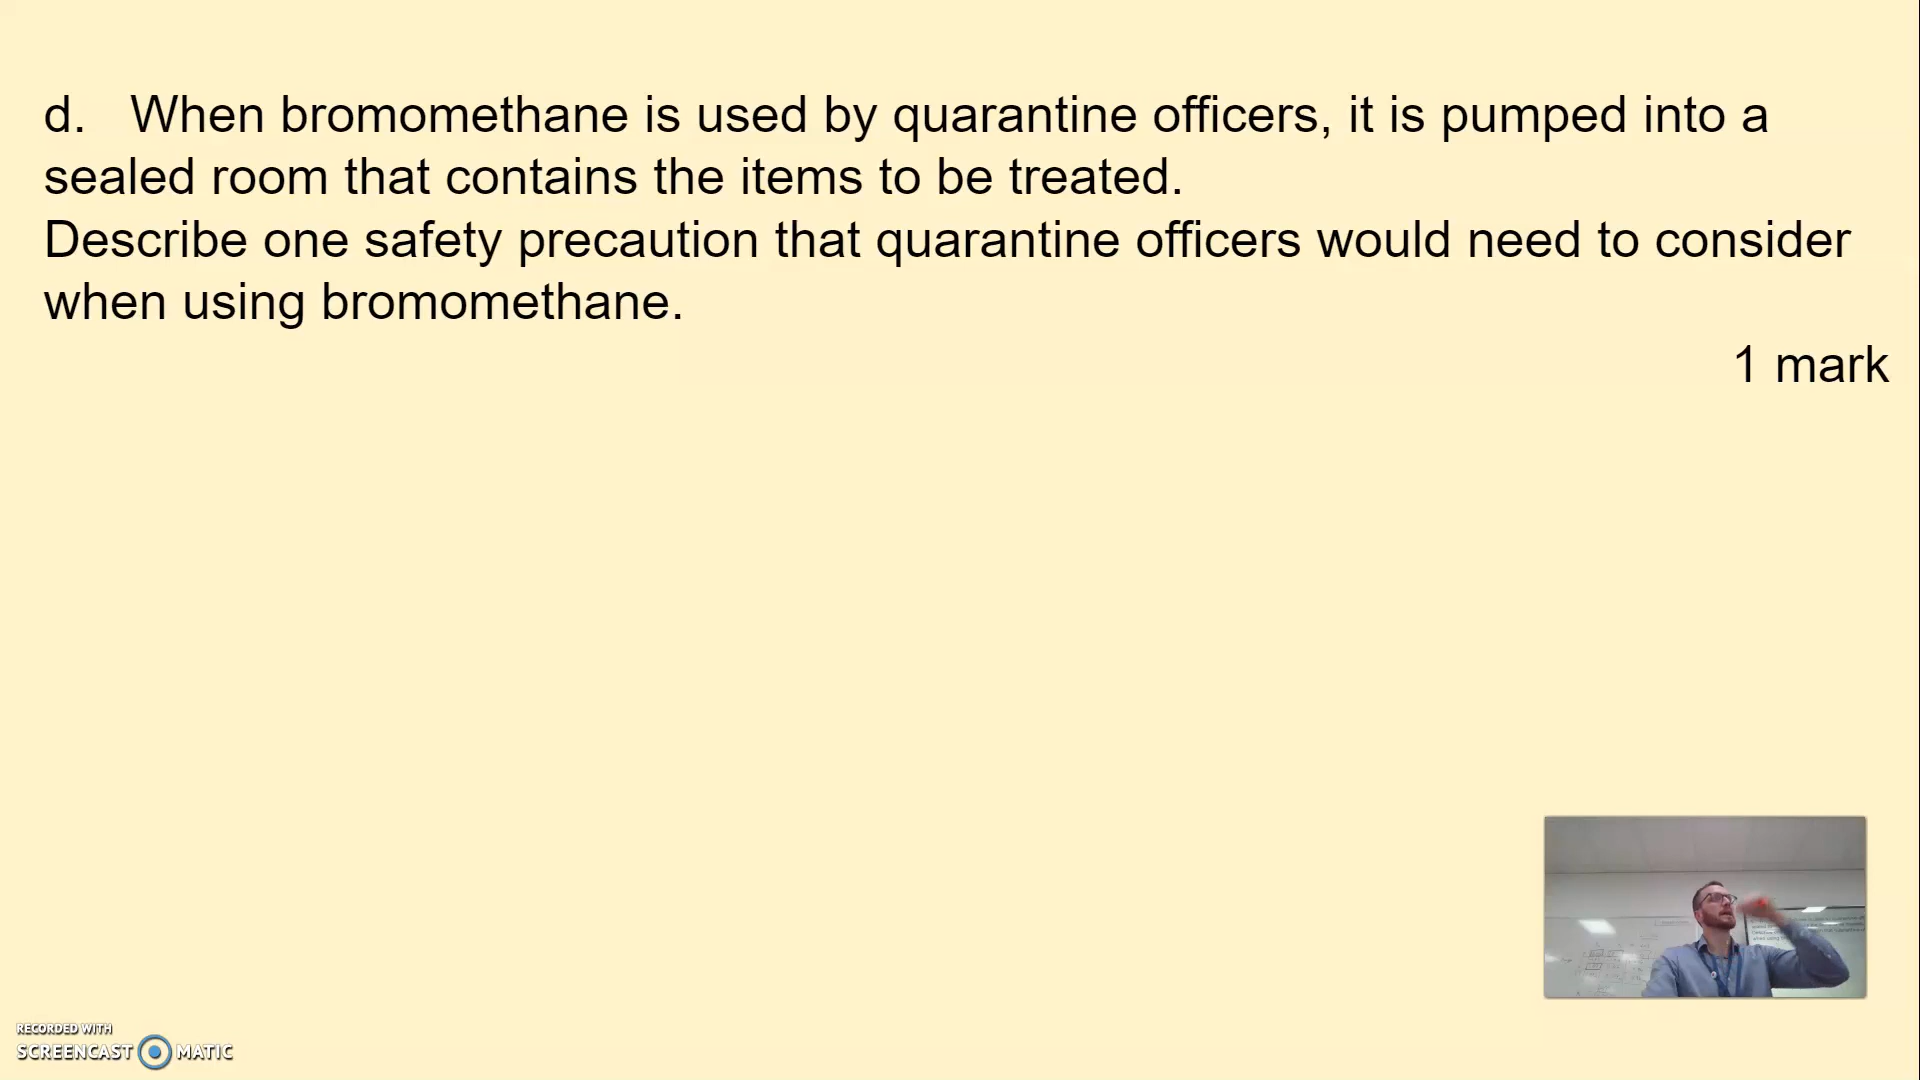 d. When bromomethane is used by quarantine officers, it is pumped into a
sealed room that contains the items to be treated.
Describe one safety precaution that quarantine officers would need to consider
when using bromomethane.
1 mark
RECORDED WITH
SCREENCAST MATIC